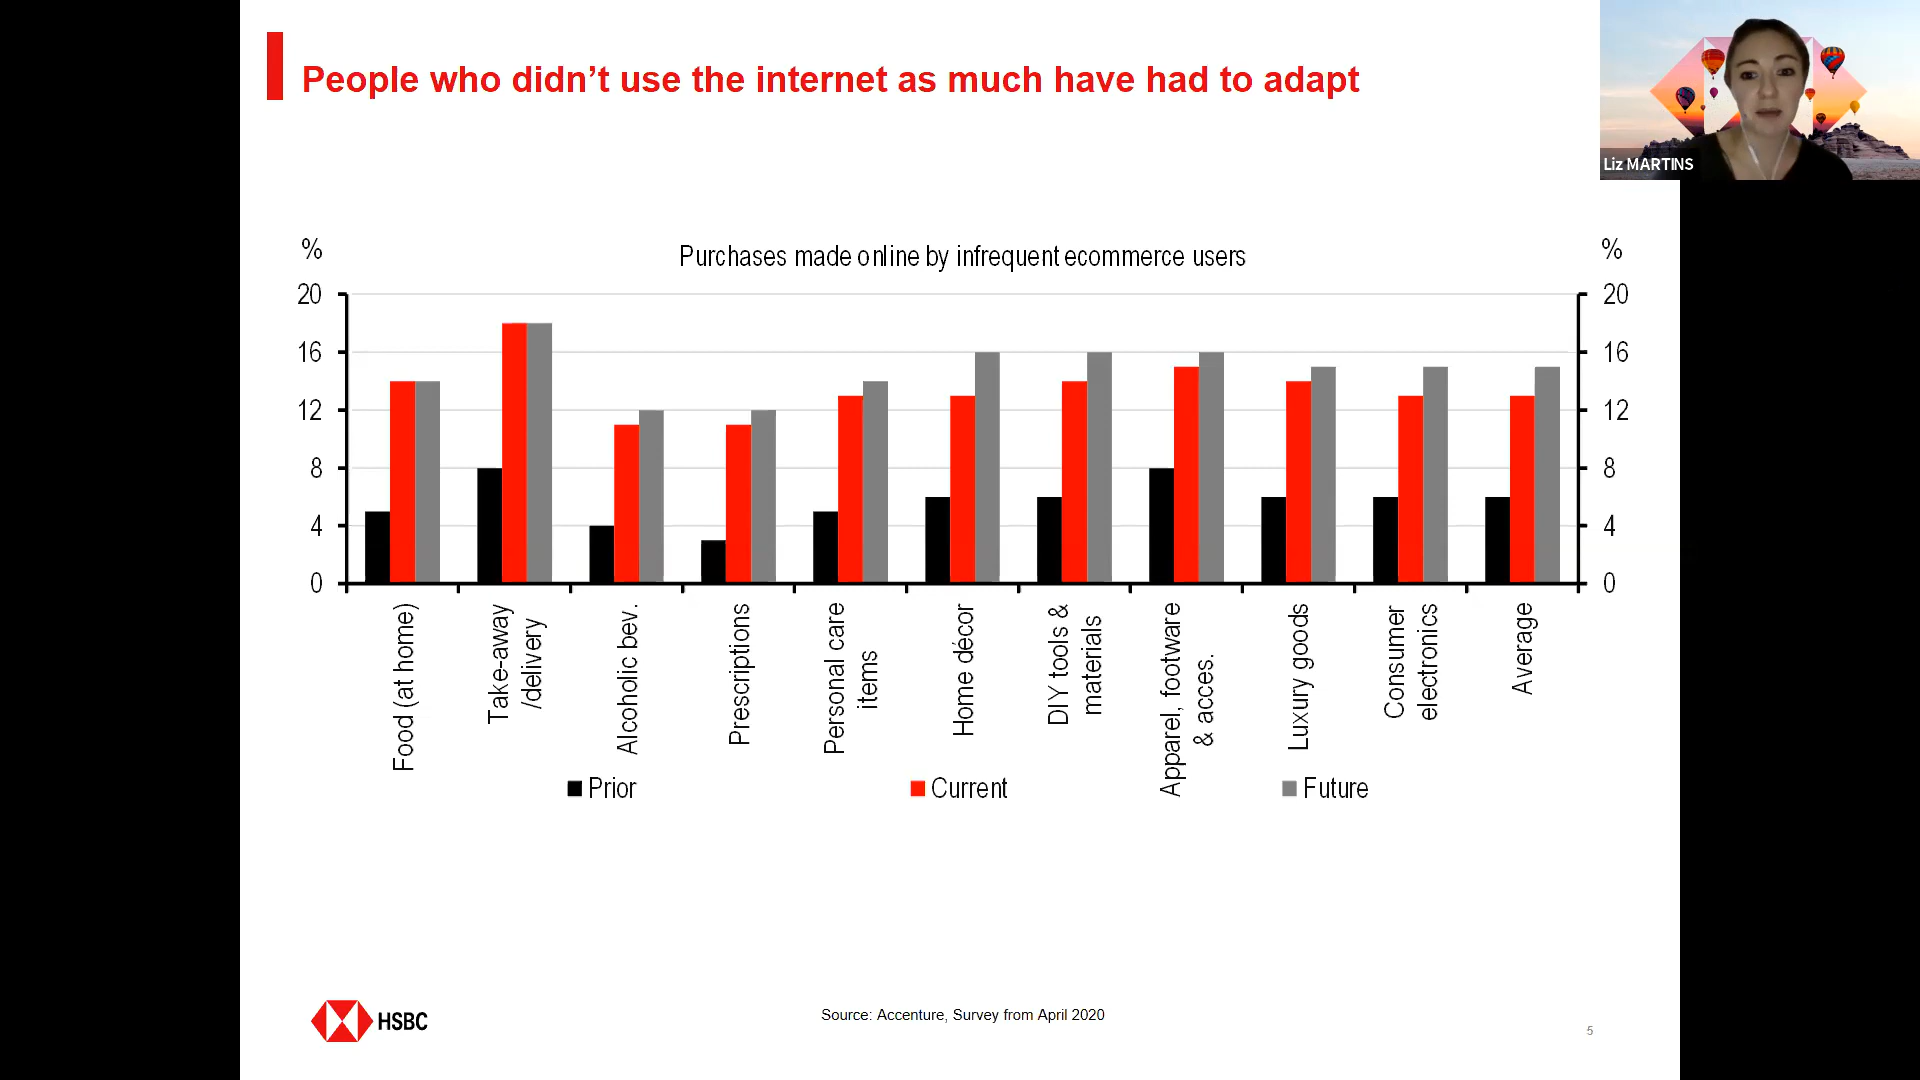 People who didn’t use the internet as much have had to adapt
Liz MARTINS
%
Purchases made online by infrequent ecommerce users
%
20
16
12
8
4
0
20
16
12
8
4
0
Food (at home)
Take-away
/delivery
Alcoholic bev.
Prescriptions
Personal care
items
Home décor
DIY tools &
materials
Apparel, footware
& acces.
Luxury goods
Consumer
electronics
Average
Prior
Current
Future
HSBC
Source: Accenture, Survey from April 2020
5